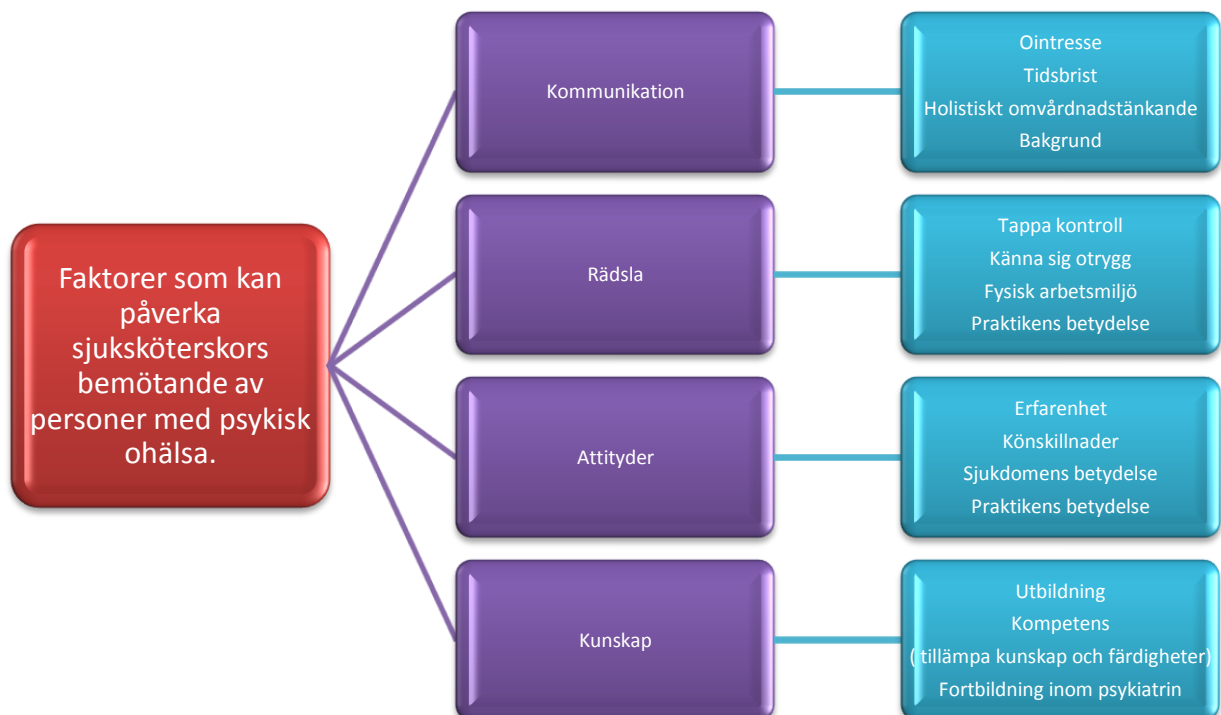 Faktorer som kan
påverka
sjuksköterskors
bemötande av
personer med psykisk
ohälsa.
Kommunikation
Ointresse
Tidsbrist
Holistiskt omvårdnadstänkande
Bakgrund
Rädsla
Tappa kontroll
Känna sig otrygg
Fysisk arbetsmiljö
Praktikens betydelse
Attityder
Erfarenhet
Könskillnader
Sjukdomens betydelse
Praktikens betydelse
Kunskap
Utbildning
Kompetens
( tillämpa kunskap och färdigheter)
Fortbildning inom psykiatrin